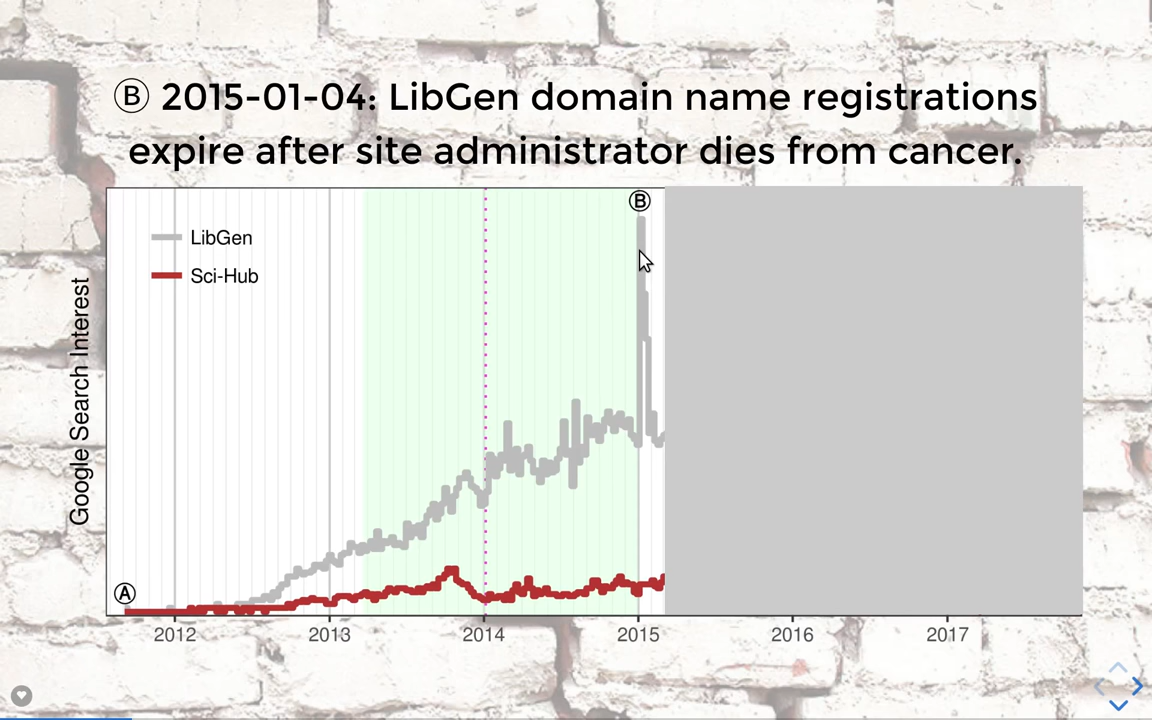 Ⓑ 2015-01-04: LibGen domain name registrations
expire after site administrator dies from cancer.
Ⓑ
LibGen
Sci-Hub
Google Search Interest
Ⓐ
2012 2013 2014 2015 2016 2017